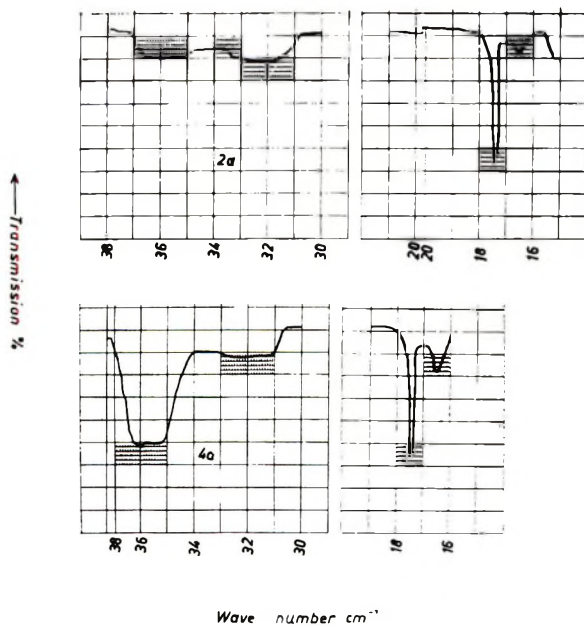 2a
38 36 34 32 30
20 20 18 16
←Transmission %
4a
38 36 34 32 30
18 16
Wave number cm⁻¹